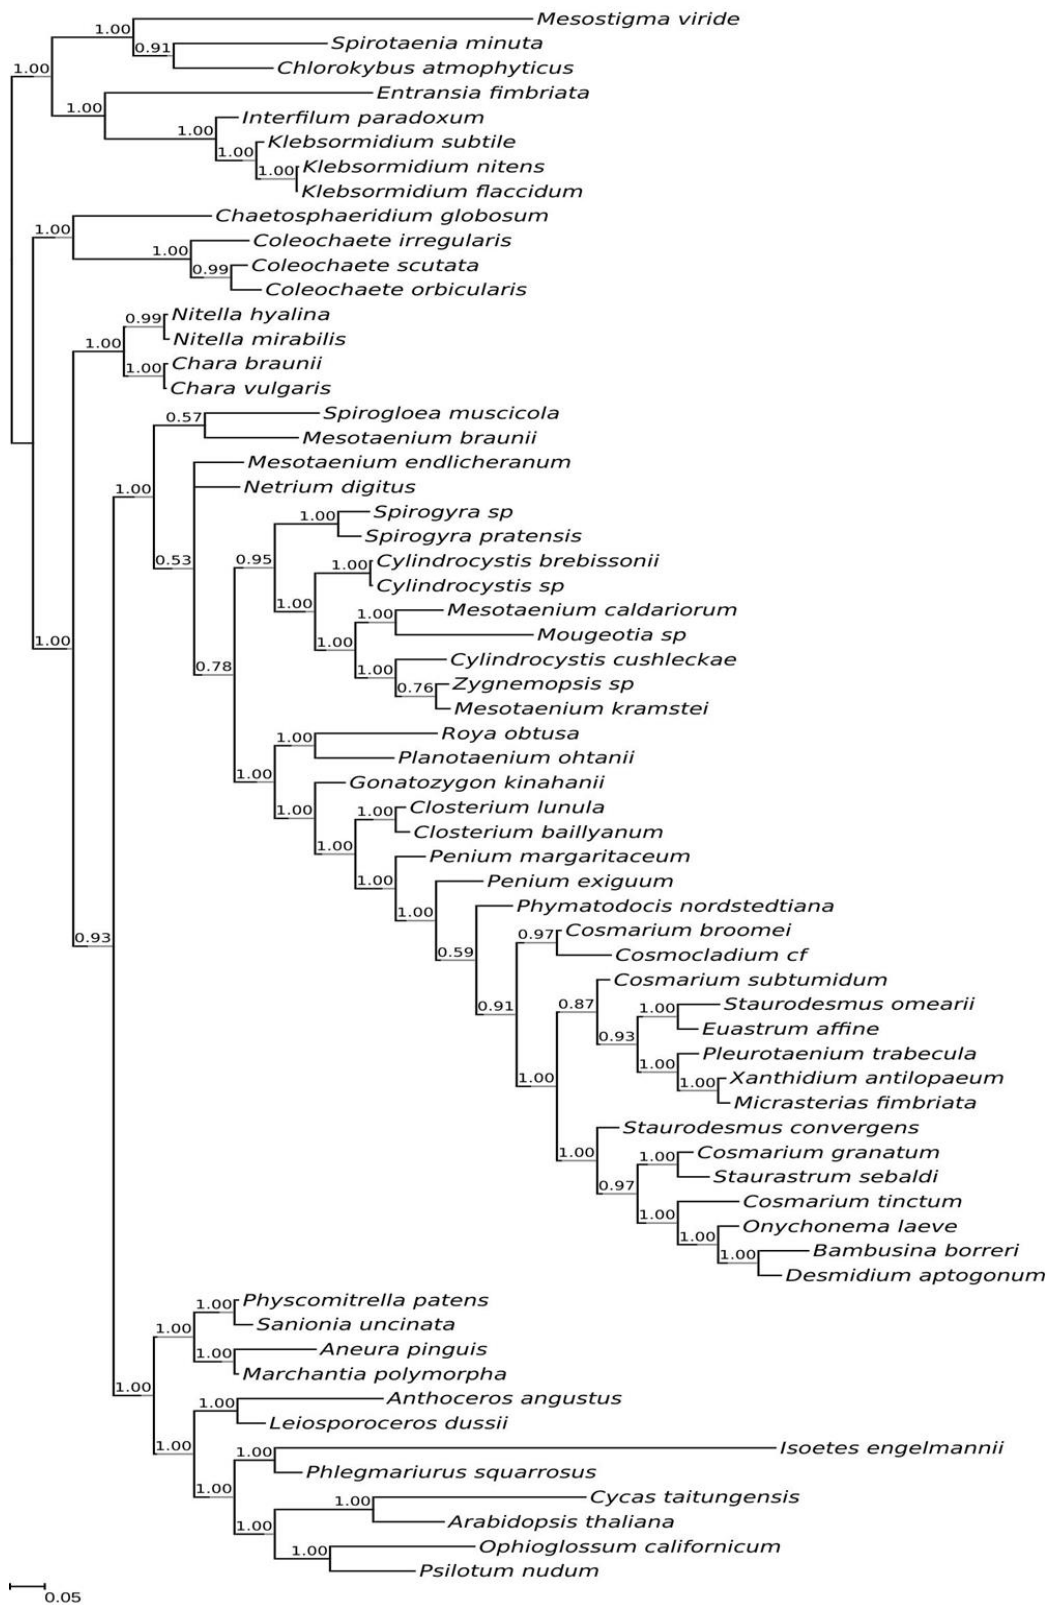 Mesostigma viride
1.00
Spirotaenia minuta
0.91
Chlorokybus atmophyticus
1.00
Entransia fimbriata
1.00
Interfilum paradoxum
1.00
Klebsormidium subtile
1.00
Klebsormidium nitens
1.00
Klebsormidium flaccidum
Chaetosphaeridium globosum
1.00
Coleochaete irregularis
1.00
Coleochaete scutata
0.99
Coleochaete orbicularis
Nitella hyalina
0.99
Nitella mirabilis
1.00
Chara braunii
1.00
Chara vulgaris
Spirogloea muscicola
0.57
Mesotaenium braunii
Mesotaenium endlicheranum
1.00
Netrium digitus
Spirogyra sp
1.00
Spirogyra pratensis
0.95
Cylindrocystis brebissonii
0.53
1.00
Cylindrocystis sp
1.00
Mesotaenium caldariorum
1.00
Mougeotia sp
1.00
1.00
Cylindrocystis cushleckae
0.78
1.00
Zygnemopsis sp
0.76
Mesotaenium kramstei
Roya obtusa
1.00
Planotaenium ohtanii
1.00
Gonatozygon kinahanii
1.00
Closterium lunula
1.00
Closterium baillyanum
1.00
Penium margaritaceum
1.00
Penium exiguum
1.00
Phymatodocis nordstedtiana
Cosmarium broomei
0.97
0.93
0.59
Cosmocladium cf
Cosmarium subtumidum
0.91
0.87
Staurodesmus omearii
1.00
Euastrum affine
0.93
Pleurotaenium trabecula
1.00
Xanthidium antilopaeum
1.00
1.00
Micrasterias fimbriata
Staurodesmus convergens
1.00
Cosmarium granatum
1.00
Staurastrum sebaldi
0.97
Cosmarium tinctum
1.00
Onychonema laeve
1.00
Bambusina borreri
1.00
Desmidium aptogonum
Physcomitrella patens
1.00
Sanionia uncinata
1.00
Aneura pinguis
1.00
Marchantia polymorpha
1.00
Anthoceros angustus
1.00
Leiosporoceros dussii
1.00
Isoetes engelmannii
1.00
Phlegmariurus squarrosus
1.00
Cycas taitungensis
1.00
Arabidopsis thaliana
1.00
Ophioglossum californicum
1.00
Psilotum nudum
0.05